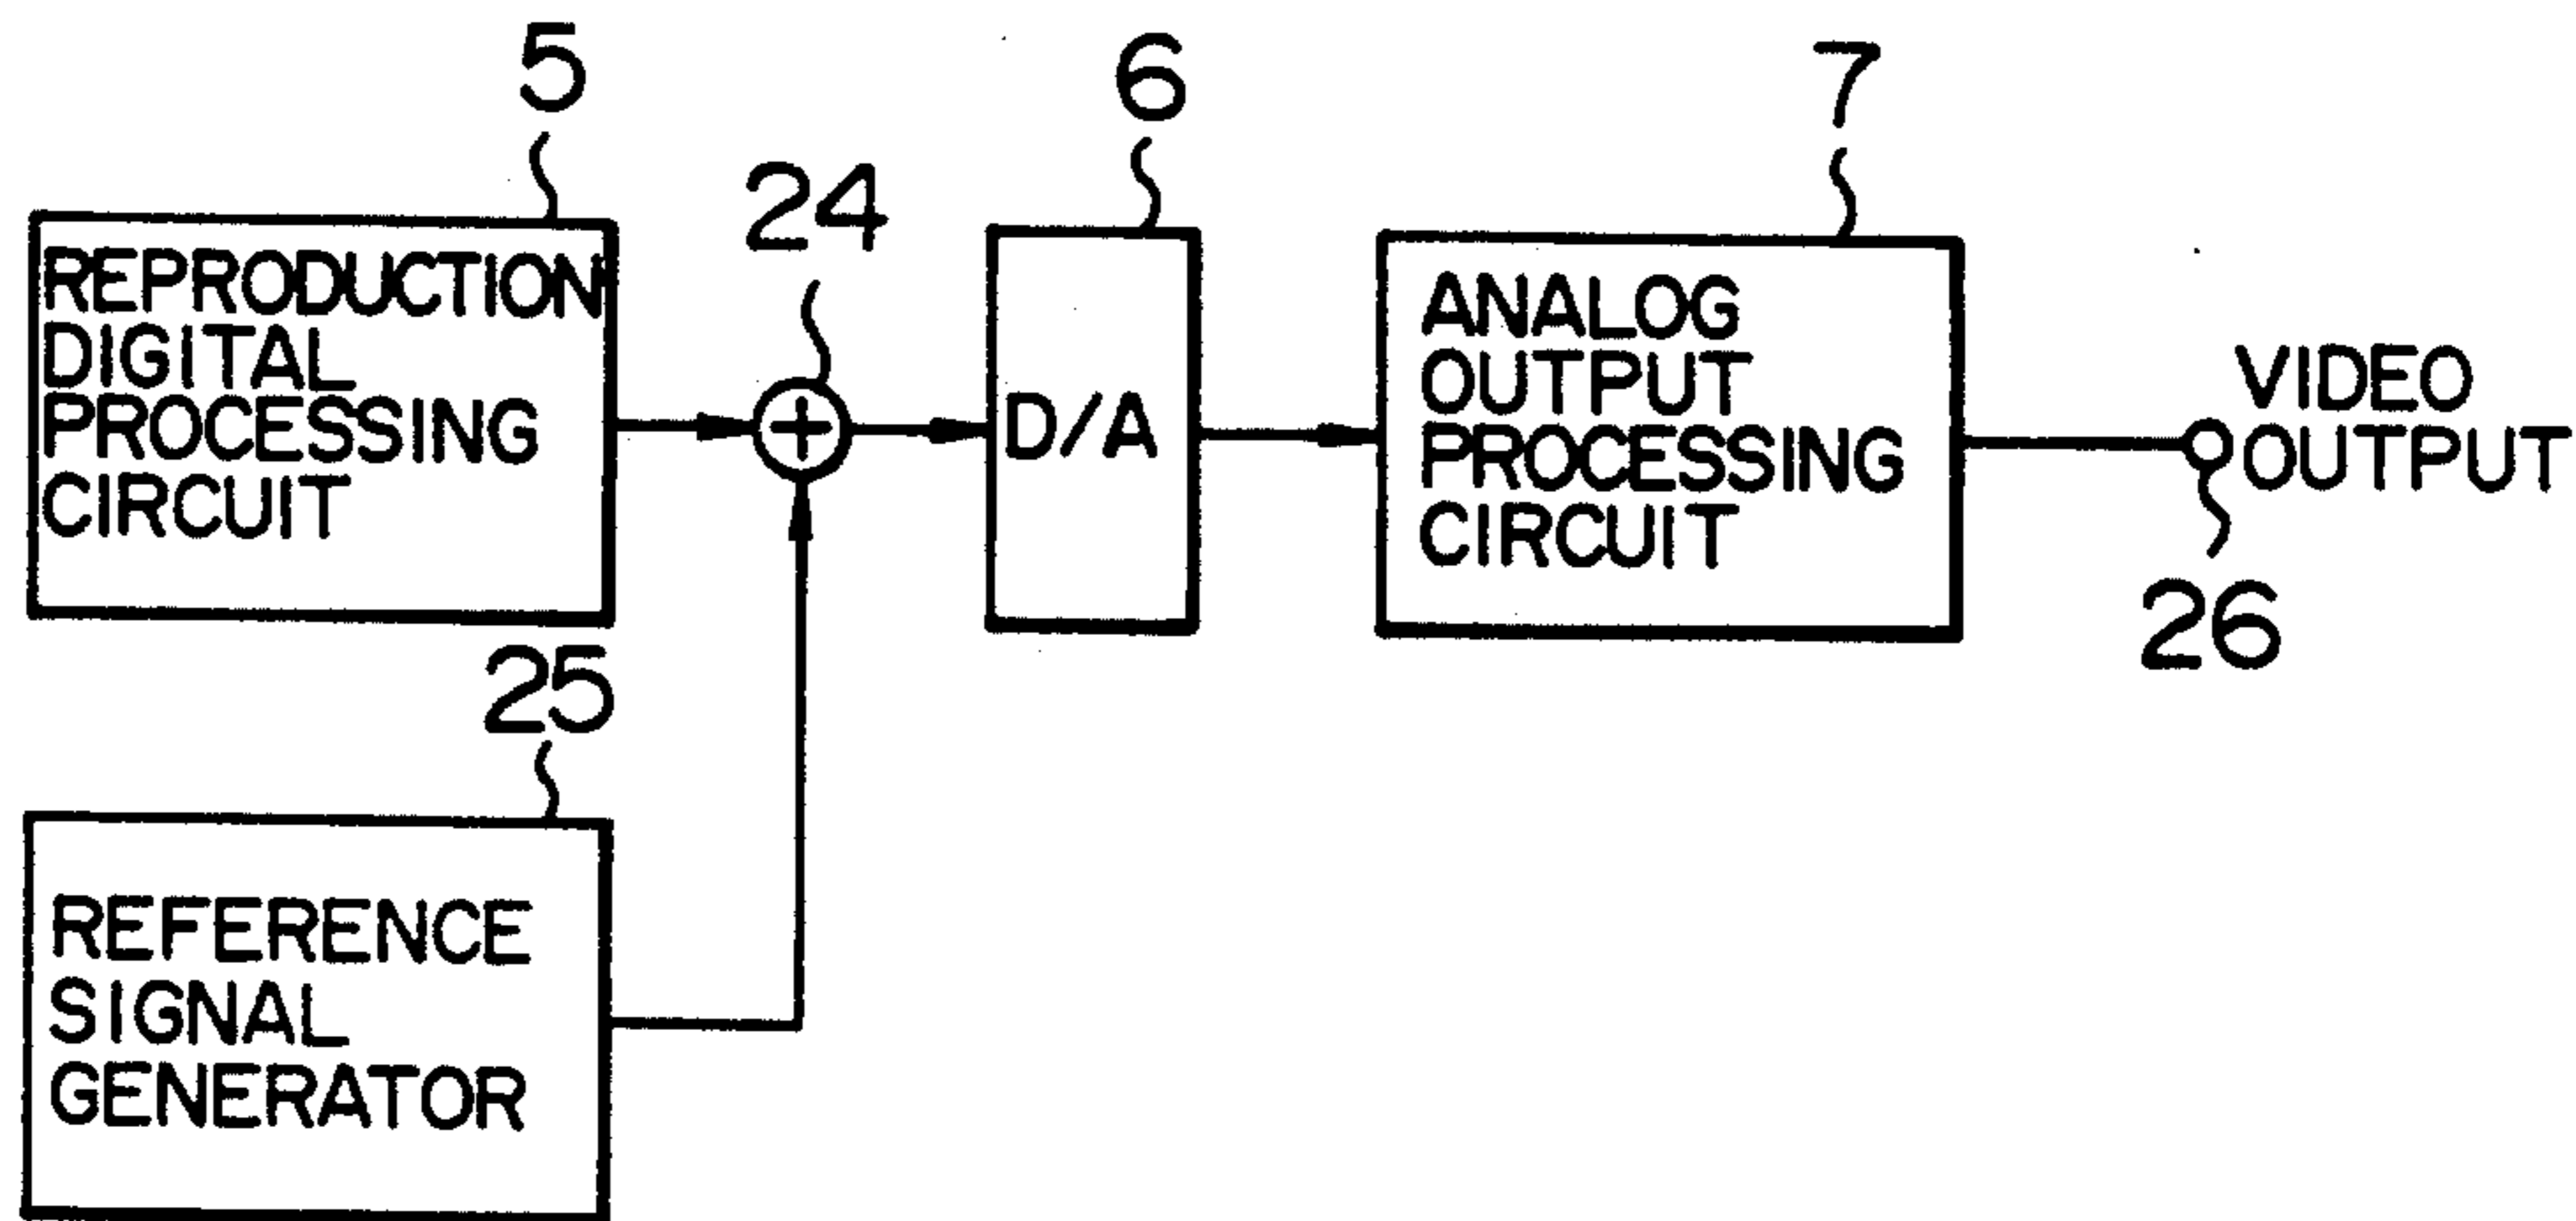 5
REPRODUCTION
DIGITAL
PROCESSING
CIRCUIT
24
6
D/A
7
ANALOG
OUTPUT
PROCESSING
CIRCUIT
VIDEO
OUTPUT
26
25
REFERENCE
SIGNAL
GENERATOR